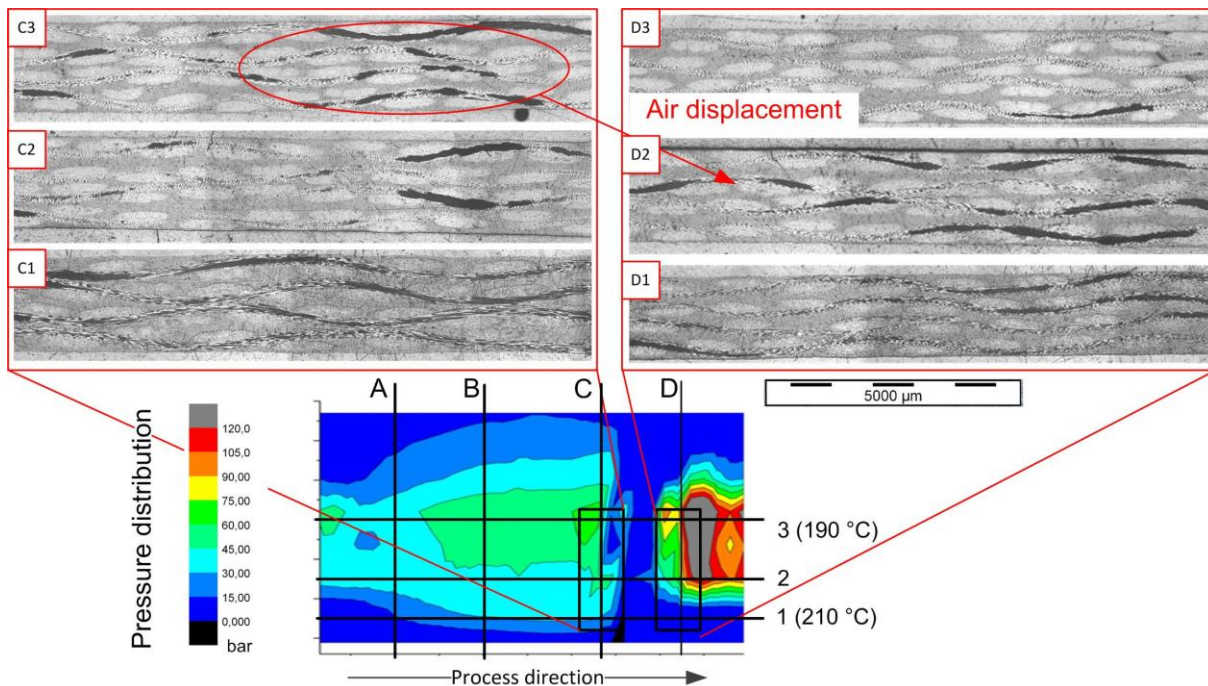 C3
D3
Air displacement
C2
D2
C1
D1
A
B
C
D
5000 µm
Pressure distribution
120,0
105,0
90,00
75,00
60,00
45,00
30,00
15,00
0,000
bar
3 (190 °C)
2
1 (210 °C)
Process direction